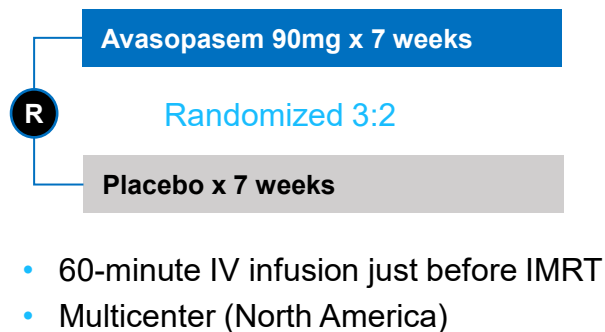 Avasopasem 90mg x 7 weeks
R
Randomized 3:2
Placebo x 7 weeks
• 60-minute IV infusion just before IMRT
• Multicenter (North America)